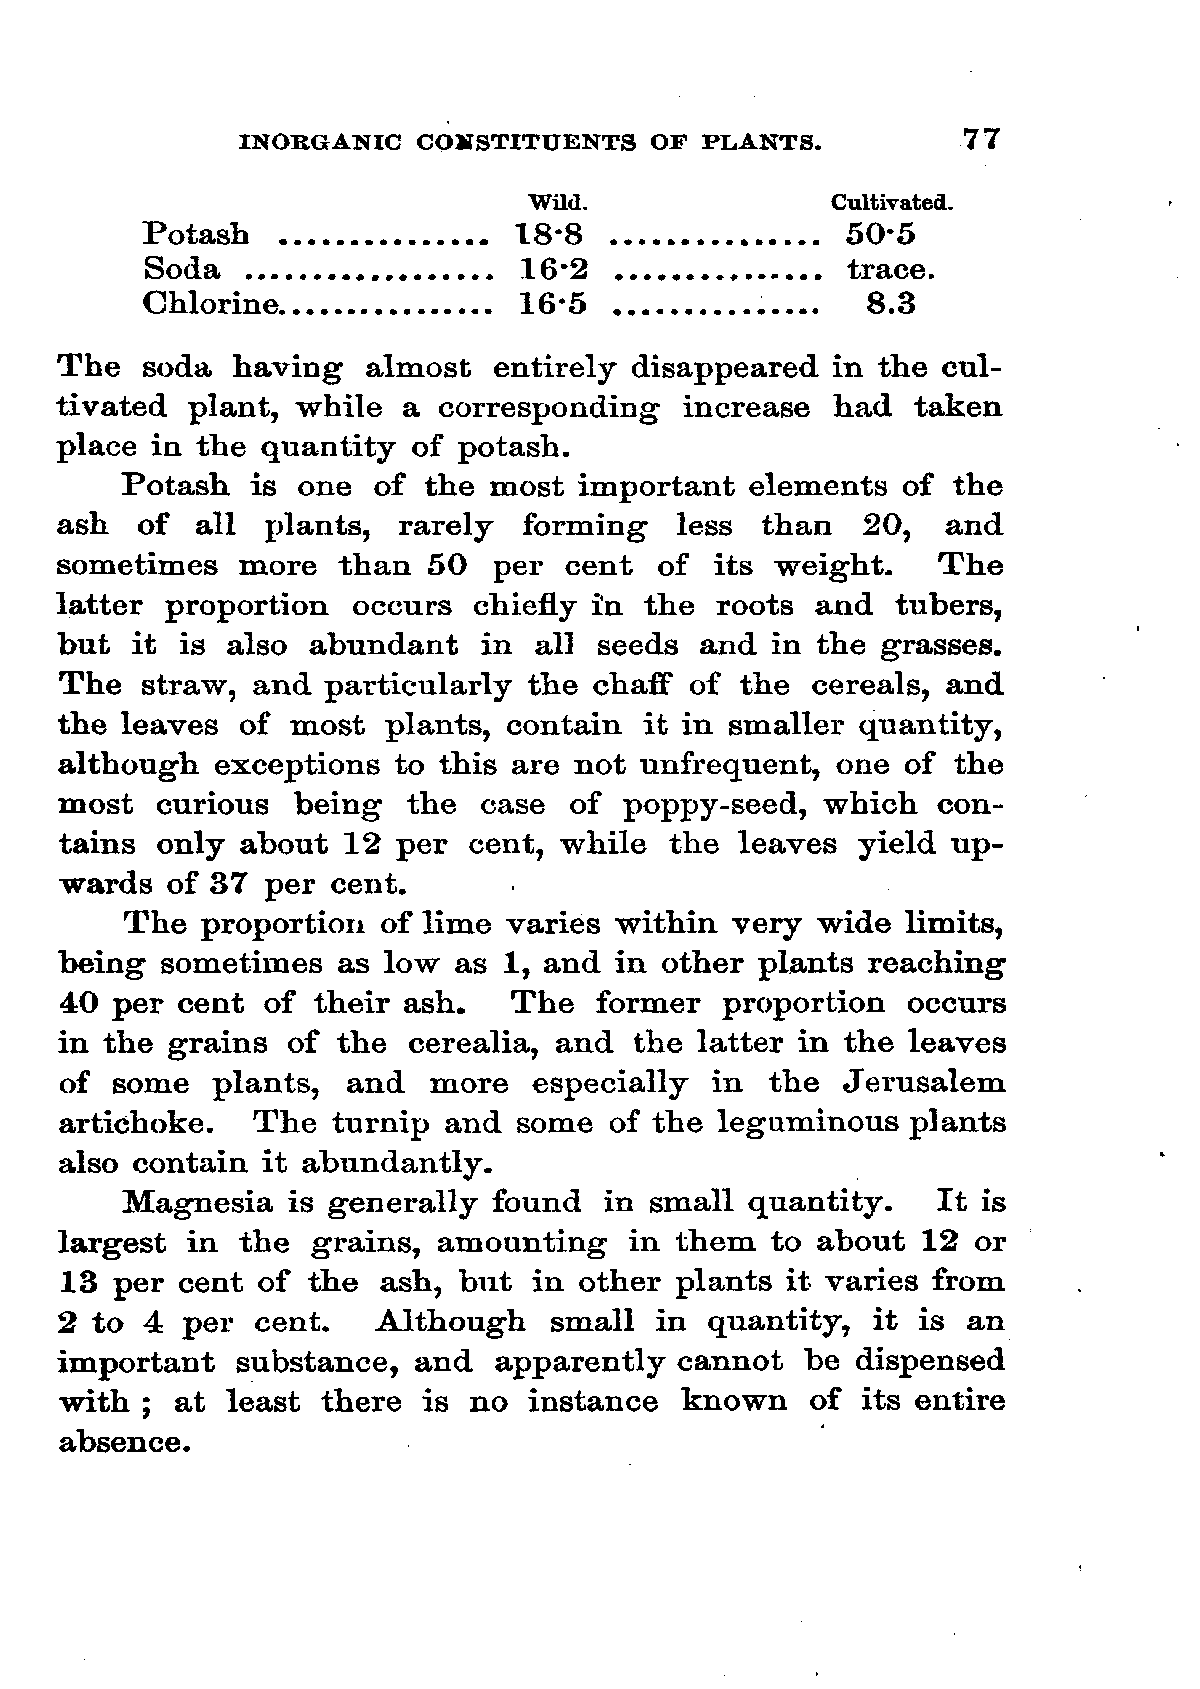 INORGANIC CONSTITUENTS OF PLANTS. 77
Wild. Cultivated.
Potash ............... 18·8 ............... 50·5
Soda .................. 16·2 ............... trace.
Chlorine................ 16·5 ............... 8.3
The soda having almost entirely disappeared in the cul-
tivated plant, while a corresponding increase had taken
place in the quantity of potash.
Potash is one of the most important elements of the
ash of all plants, rarely forming less than 20, and
sometimes more than 50 per cent of its weight. The
latter proportion occurs chiefly in the roots and tubers,
but it is also abundant in all seeds and in the grasses.
The straw, and particularly the chaff of the cereals, and
the leaves of most plants, contain it in smaller quantity,
although exceptions to this are not unfrequent, one of the
most curious being the case of poppy-seed, which con-
tains only about 12 per cent, while the leaves yield up-
wards of 37 per cent.
The proportion of lime varies within very wide limits,
being sometimes as low as 1, and in other plants reaching
40 per cent of their ash. The former proportion occurs
in the grains of the cerealia, and the latter in the leaves
of some plants, and more especially in the Jerusalem
artichoke. The turnip and some of the leguminous plants
also contain it abundantly.
Magnesia is generally found in small quantity. It is
largest in the grains, amounting in them to about 12 or
13 per cent of the ash, but in other plants it varies from
2 to 4 per cent. Although small in quantity, it is an
important substance, and apparently cannot be dispensed
with ; at least there is no instance known of its entire
absence.